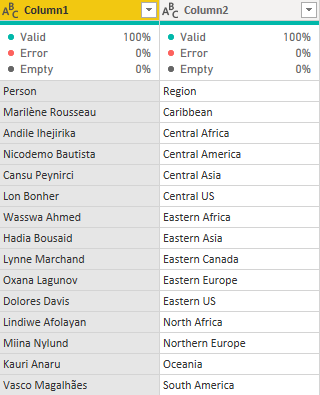 ABC Column1 ABC Column2
Valid 100% Valid 100%
Error 0% Error 0%
Empty 0% Empty 0%
Person Region
Marilène Rousseau Caribbean
Andile Ihejirika Central Africa
Nicodemo Bautista Central America
Cansu Peynirci Central Asia
Lon Bonher Central US
Wasswa Ahmed Eastern Africa
Hadia Bousaid Eastern Asia
Lynne Marchand Eastern Canada
Oxana Lagunov Eastern Europe
Dolores Davis Eastern US
Lindiwe Afolayan North Africa
Miina Nylund Northern Europe
Kauri Anaru Oceania
Vasco Magalhães South America